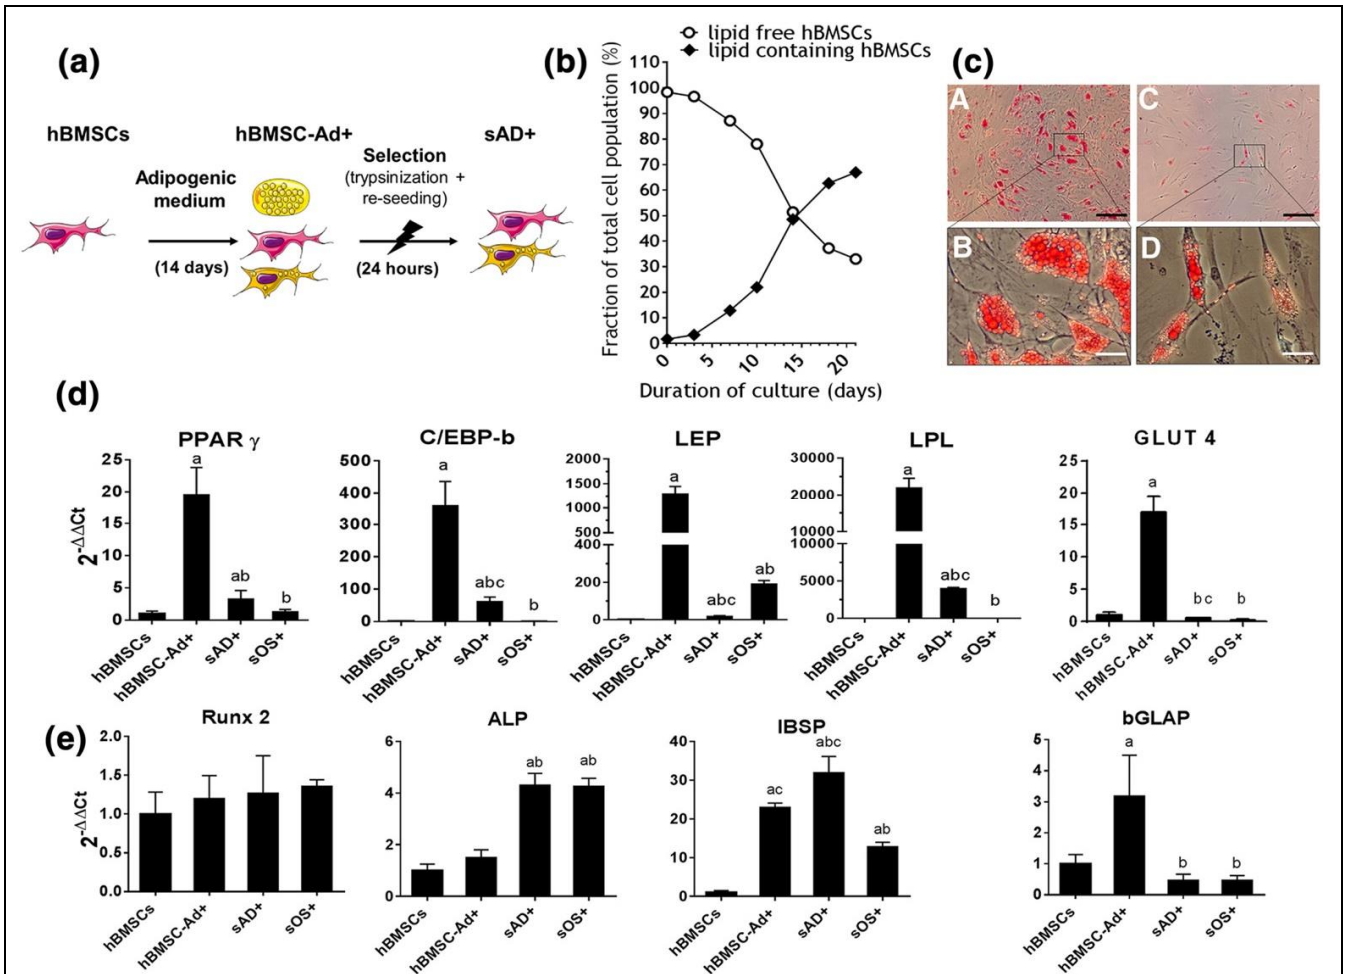 (a)
hBMSCs
hBMSC-Ad+
sAD+
Adipogenic
medium
(14 days)
Selection
(trypsinization +
re-seeding)
(24 hours)
(b)
lipid free hBMSCs
lipid containing hBMSCs
Fraction of total cell population (%)
110
100
90
80
70
60
50
40
30
20
10
0
0 5 10 15 20
Duration of culture (days)
(c)
A
C
B
D
(d)
PPAR γ
2-ΔΔCt
25
20
15
10
5
0
a
ab
b
hBMSCs
hBMSC-Ad+
sAD+
sOS+
C/EBP-b
500
400
300
200
100
0
a
abc
b
hBMSCs
hBMSC-Ad+
sAD+
sOS+
LEP
2000
1500
1000
500
400
200
0
a
abc
ab
hBMSCs
hBMSC-Ad+
sAD+
sOS+
LPL
30000
20000
10000
10000
5000
0
a
abc
b
hBMSCs
hBMSC-Ad+
sAD+
sOS+
GLUT 4
25
20
15
10
5
0
a
b c
b
hBMSCs
hBMSC-Ad+
sAD+
sOS+
(e)
Runx 2
2-ΔΔCt
2.0
1.5
1.0
0.5
0.0
hBMSCs
hBMSC-Ad+
sAD+
sOS+
ALP
6
4
2
0
ab
ab
hBMSCs
hBMSC-Ad+
sAD+
sOS+
IBSP
40
30
20
10
0
ac
abc
ab
hBMSCs
hBMSC-Ad+
sAD+
sOS+
bGLAP
5
4
3
2
1
0
a
b
b
hBMSCs
hBMSC-Ad+
sAD+
sOS+